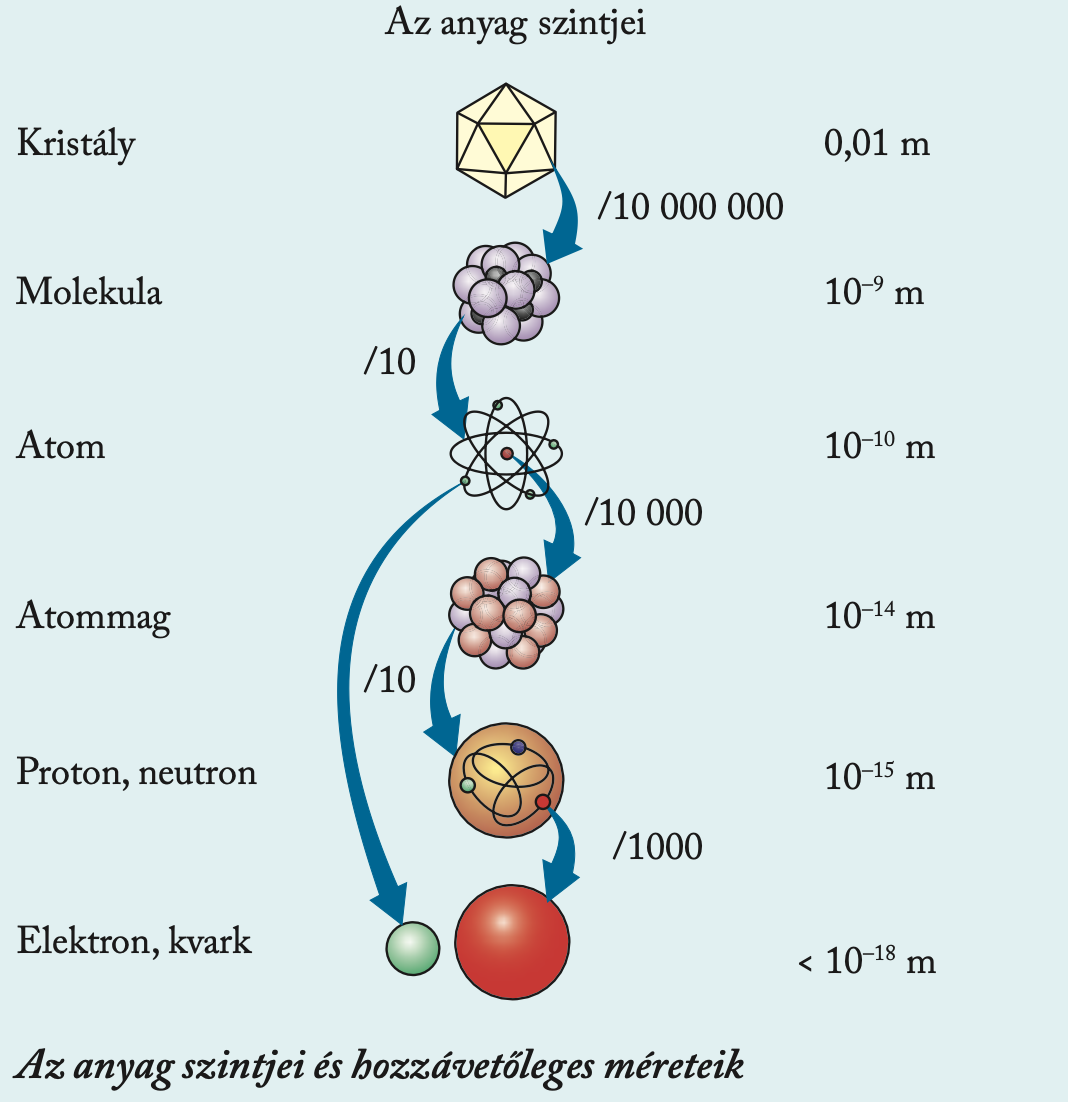 Az anyag szintjei
Kristály
0,01 m
/10 000 000
Molekula
10⁻⁹ m
/10
Atom
10⁻¹⁰ m
/10 000
Atommag
10⁻¹⁴ m
/10
Proton, neutron
10⁻¹⁵ m
/1000
Elektron, kvark
< 10⁻¹⁸ m
Az anyag szintjei és hozzávetőleges méreteik